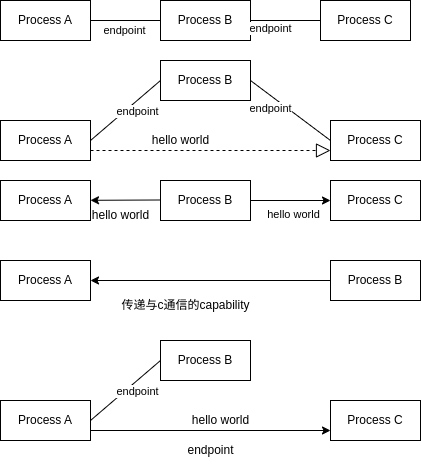 Process A
Process B
Process C
endpoint
endpoint
Process B
endpoint
endpoint
Process A
hello world
Process C
Process A
Process B
Process C
hello world
hello world
Process A
Process B
传递与c通信的capability
Process B
endpoint
Process A
hello world
Process C
endpoint